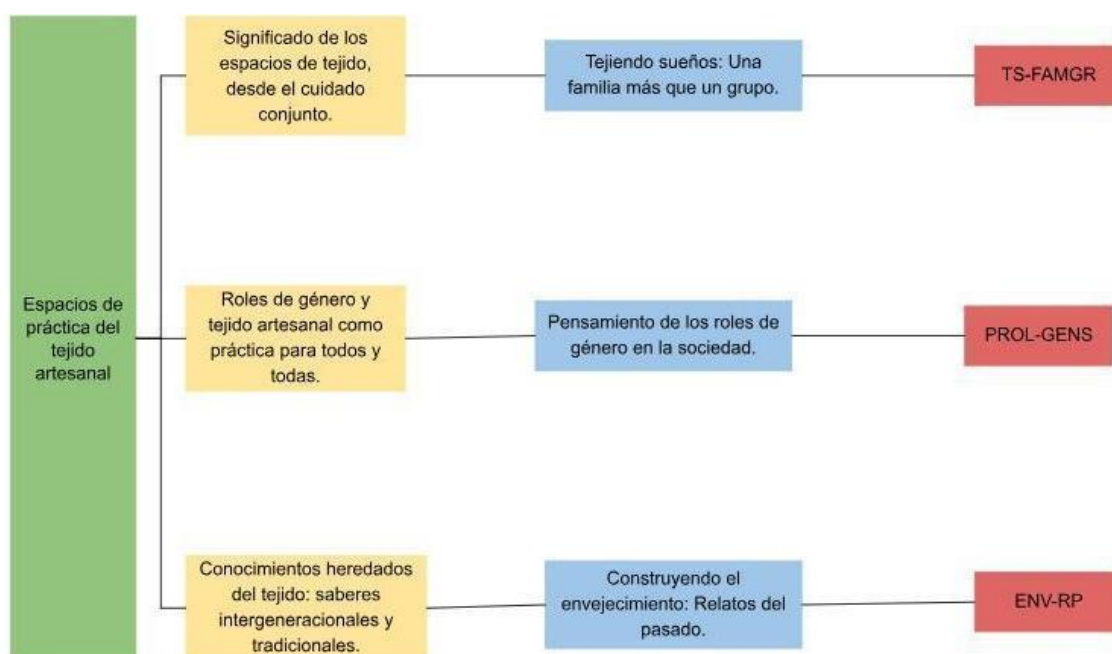 Espacios de
práctica del
tejido
artesanal
Significado de los
espacios de tejido,
desde el cuidado
conjunto.
Tejiendo sueños: Una
familia más que un grupo.
TS-FAMGR
Roles de género y
tejido artesanal como
práctica para todos y
todas.
Pensamiento de los roles de
género en la sociedad.
PROL-GENS
Conocimientos heredados
del tejido: saberes
intergeneracionales y
tradicionales.
Construyendo el
envejecimiento: Relatos del
pasado.
ENV-RP